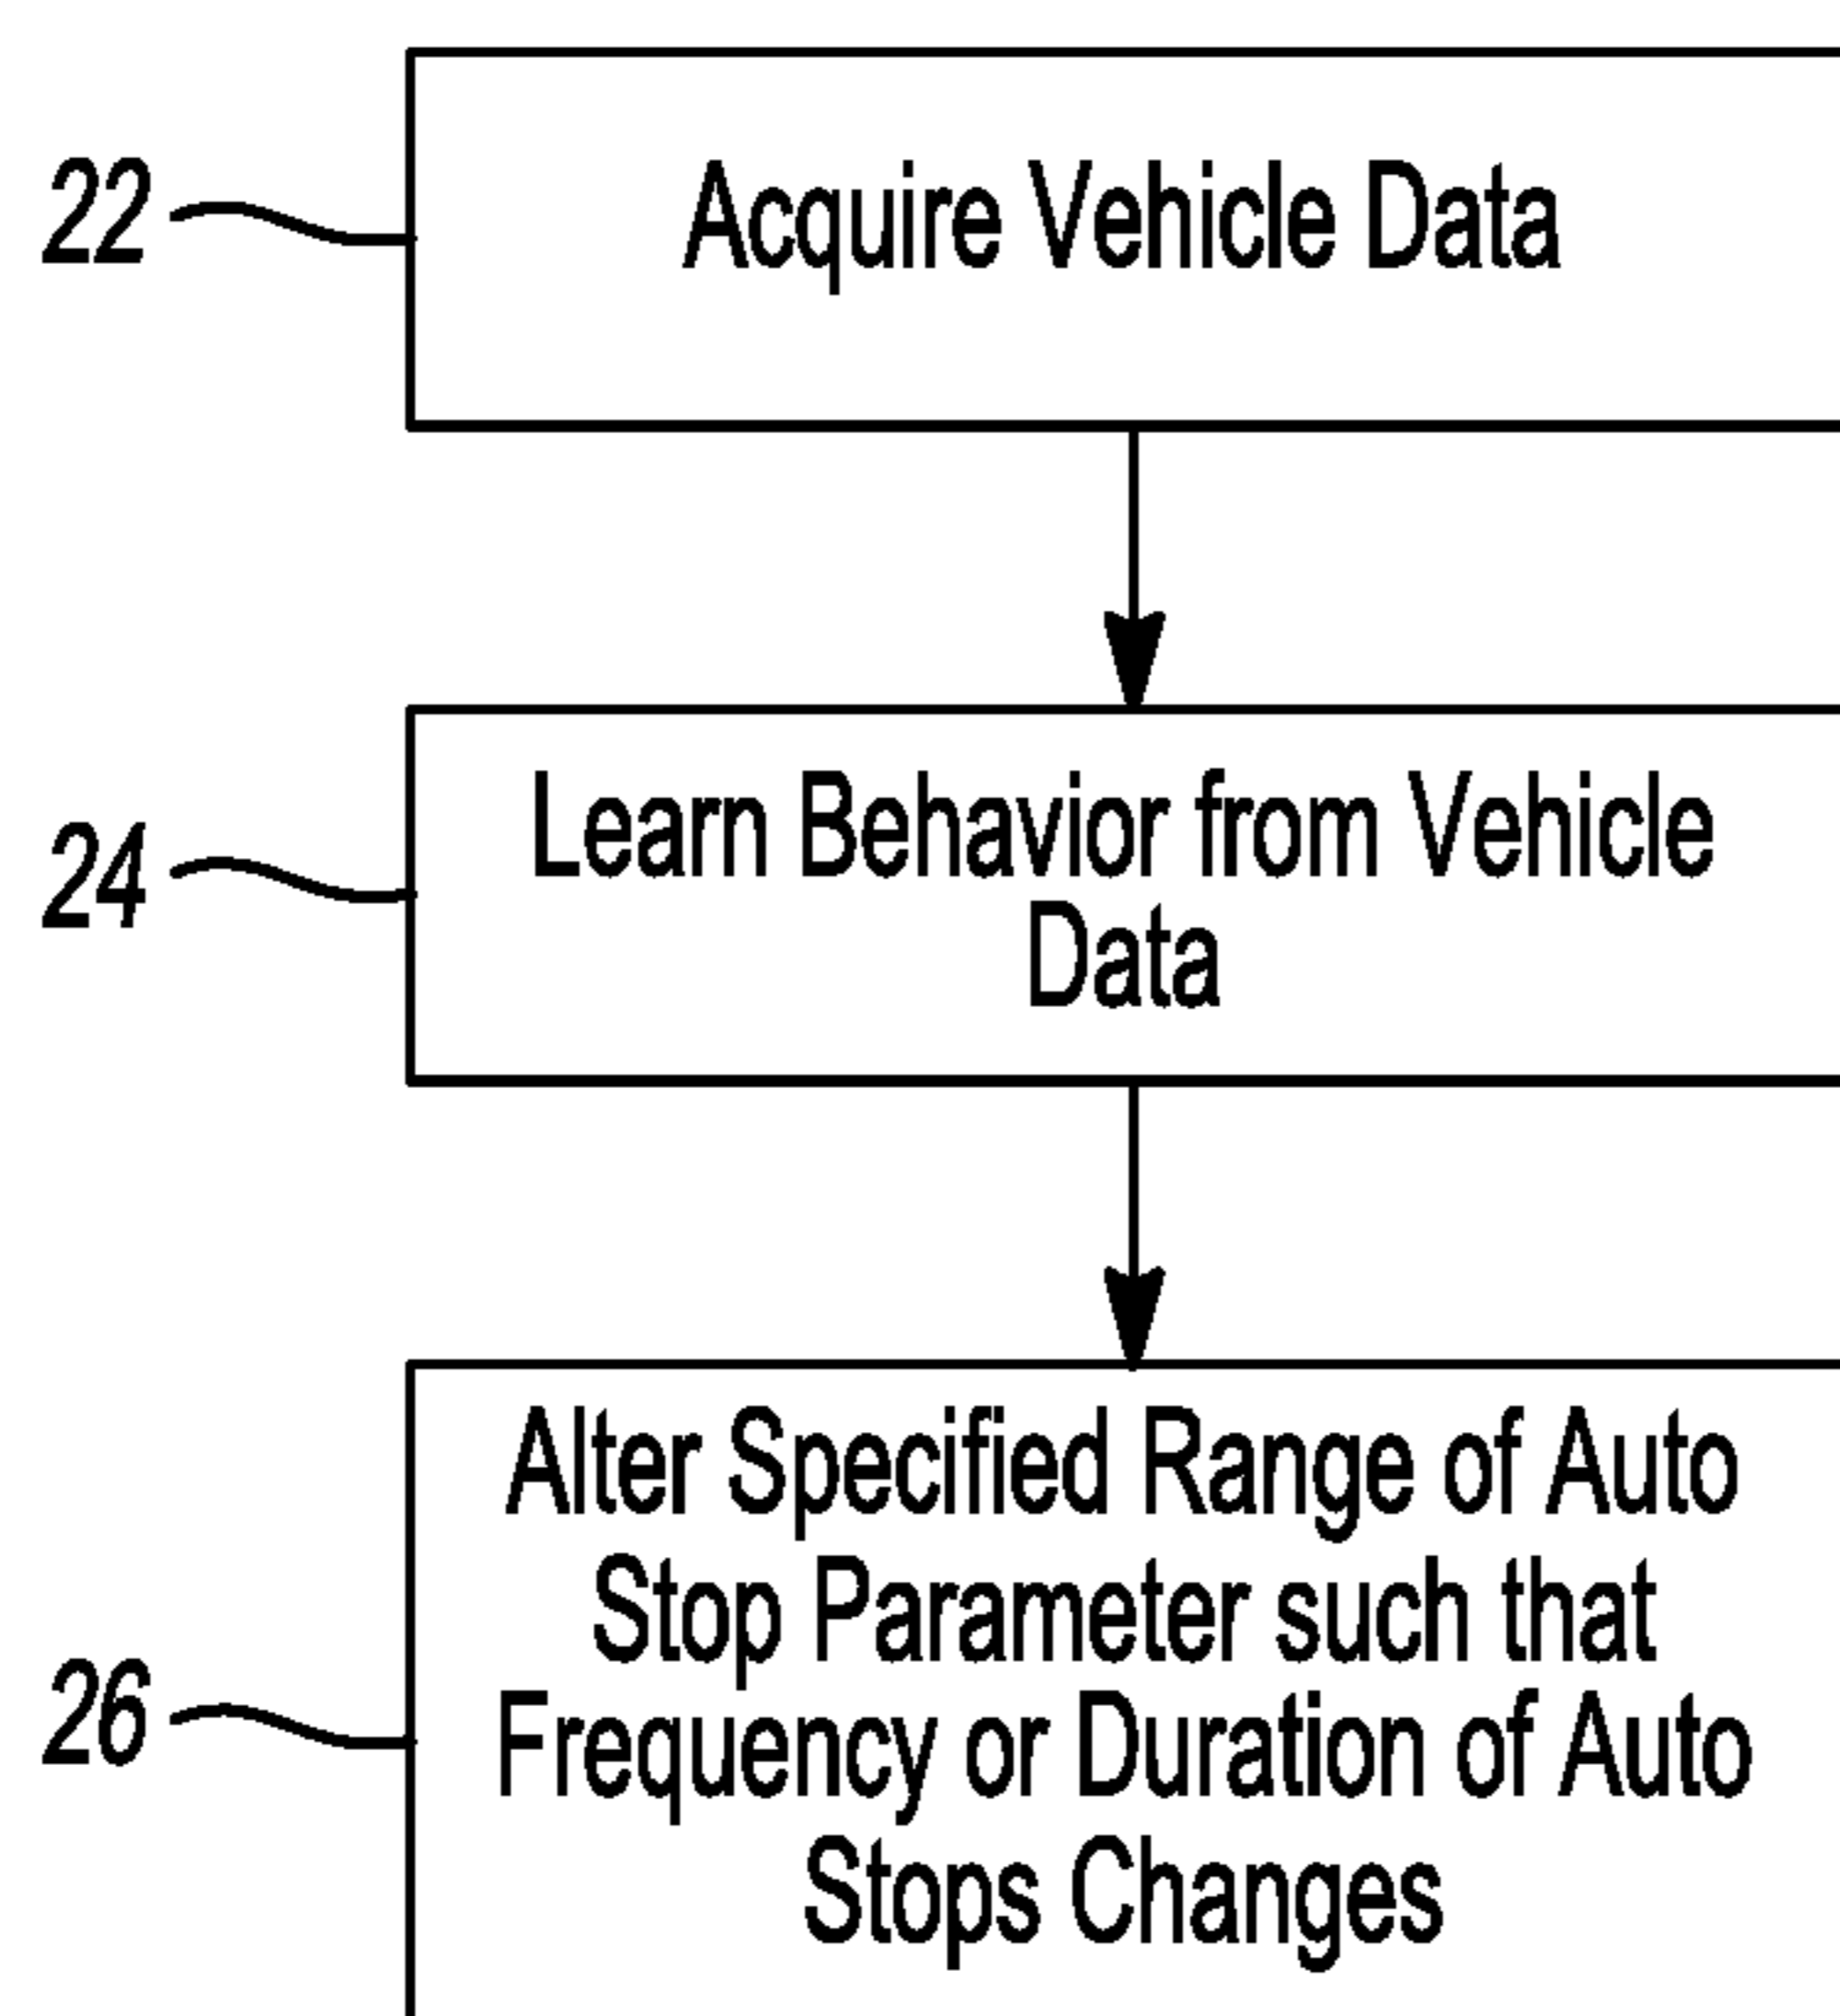 22
Acquire Vehicle Data
24
Learn Behavior from Vehicle
Data
26
Alter Specified Range of Auto
Stop Parameter such that
Frequency or Duration of Auto
Stops Changes